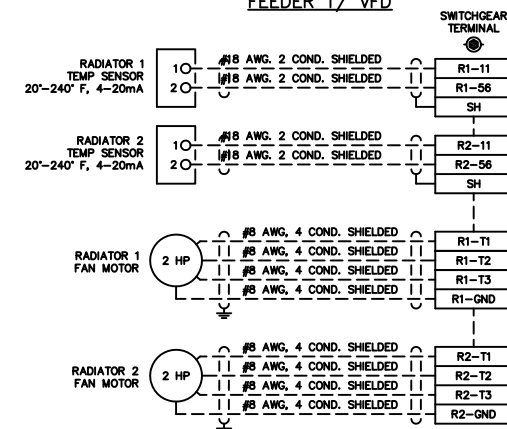 FEEDER 1/ VFD
SWITCHGEAR
TERMINAL
RADIATOR 1
TEMP SENSOR
20°-240° F, 4-20mA
1
2
#18 AWG. 2 COND. SHIELDED
#18 AWG. 2 COND. SHIELDED
R1-11
R1-56
SH
RADIATOR 2
TEMP SENSOR
20°-240° F, 4-20mA
1
2
#18 AWG. 2 COND. SHIELDED
#18 AWG. 2 COND. SHIELDED
R2-11
R2-56
SH
RADIATOR 1
FAN MOTOR
2 HP
#8 AWG, 4 COND. SHIELDED
#8 AWG, 4 COND. SHIELDED
#8 AWG, 4 COND. SHIELDED
#8 AWG, 4 COND. SHIELDED
R1-T1
R1-T2
R1-T3
R1-GND
RADIATOR 2
FAN MOTOR
2 HP
#8 AWG, 4 COND. SHIELDED
#8 AWG, 4 COND. SHIELDED
#8 AWG, 4 COND. SHIELDED
#8 AWG, 4 COND. SHIELDED
R2-T1
R2-T2
R2-T3
R2-GND